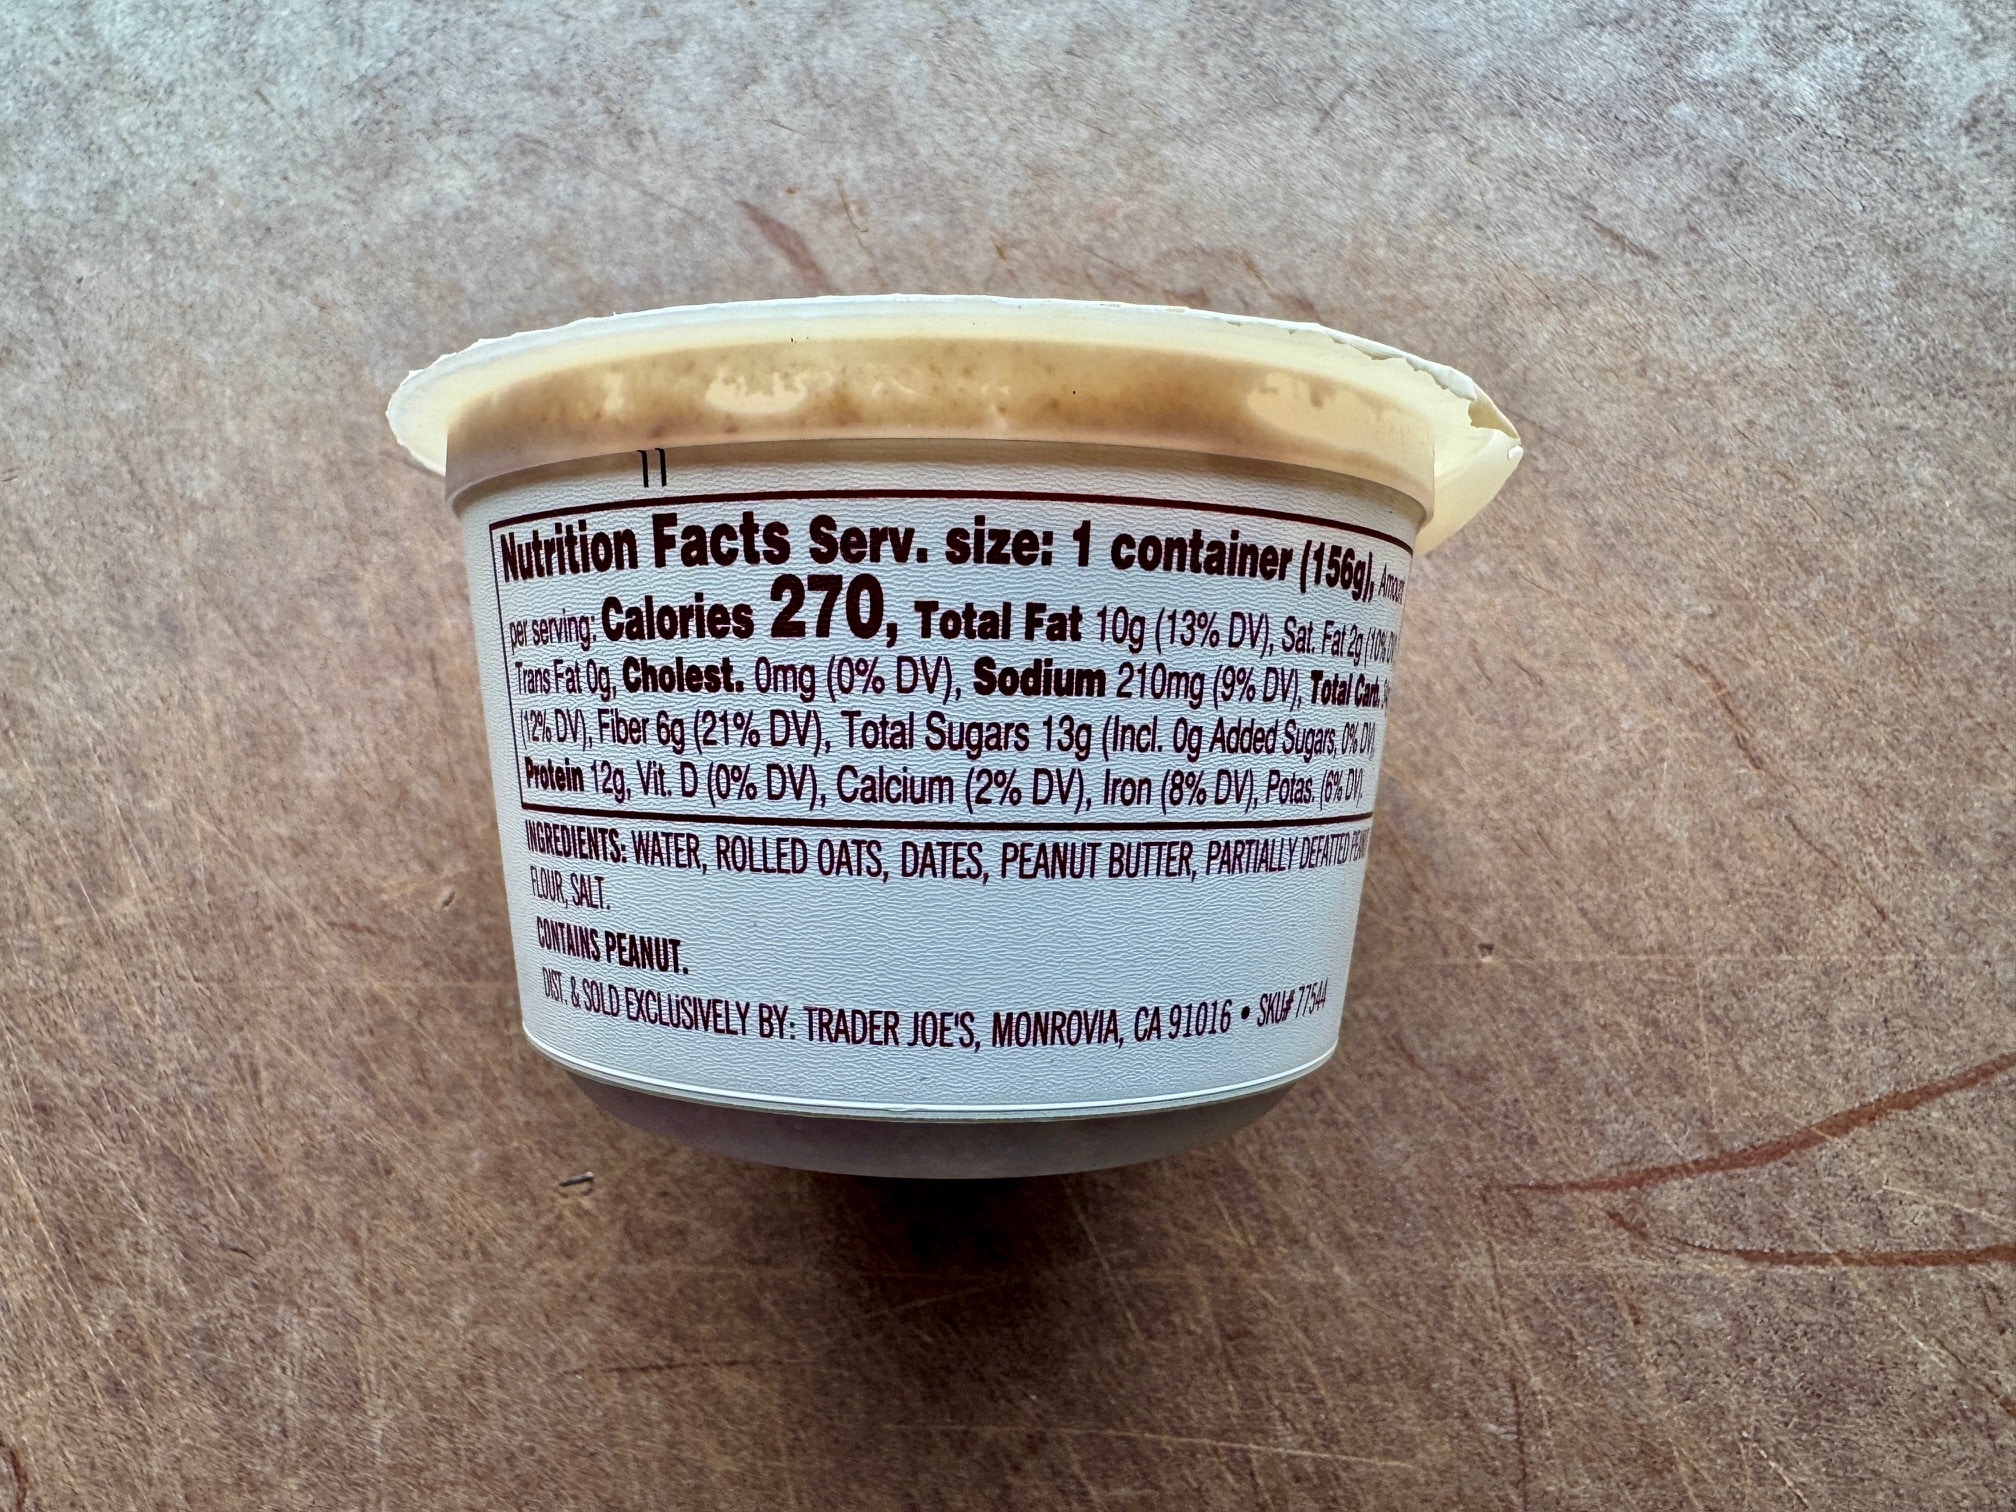 Nutrition Facts Serv. size: 1 container (156g), Amount
per serving: Calories 270, Total Fat 10g (13% DV), Sat. Fat 2g (10% DV
Trans Fat 0g, Cholest. 0mg (0% DV), Sodium 210mg (9% DV), Total Carb.
(12% DV), Fiber 6g (21% DV), Total Sugars 13g (Incl. 0g Added Sugars, 0% DV)
Protein 12g, Vit. D (0% DV), Calcium (2% DV), Iron (8% DV), Potas. (6% DV).
INGREDIENTS: WATER, ROLLED OATS, DATES, PEANUT BUTTER, PARTIALLY DEFATTED
FLOUR, SALT.
CONTAINS PEANUT.
DIST. & SOLD EXCLUSIVELY BY: TRADER JOE'S, MONROVIA, CA 91016 • SKU# 77544